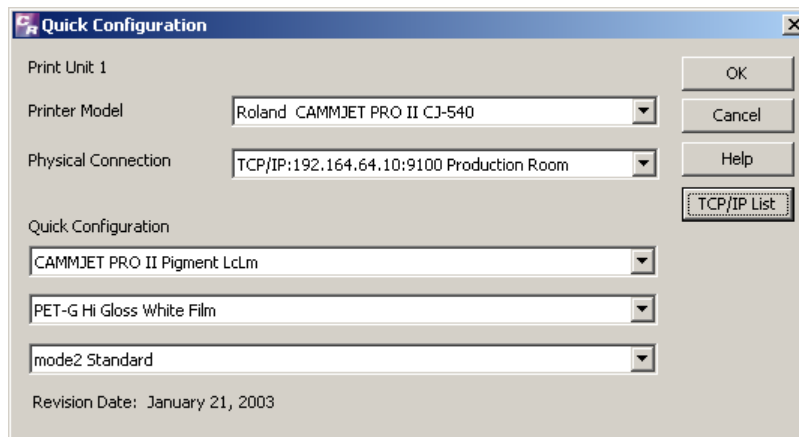 CR Quick Configuration
Print Unit 1
OK
Printer Model
Roland CAMMJET PRO II CJ-540
Cancel
Physical Connection
TCP/IP:192.164.64.10:9100 Production Room
Help
TCP/IP List
Quick Configuration
CAMMJET PRO II Pigment LcLm
PET-G Hi Gloss White Film
mode2 Standard
Revision Date: January 21, 2003